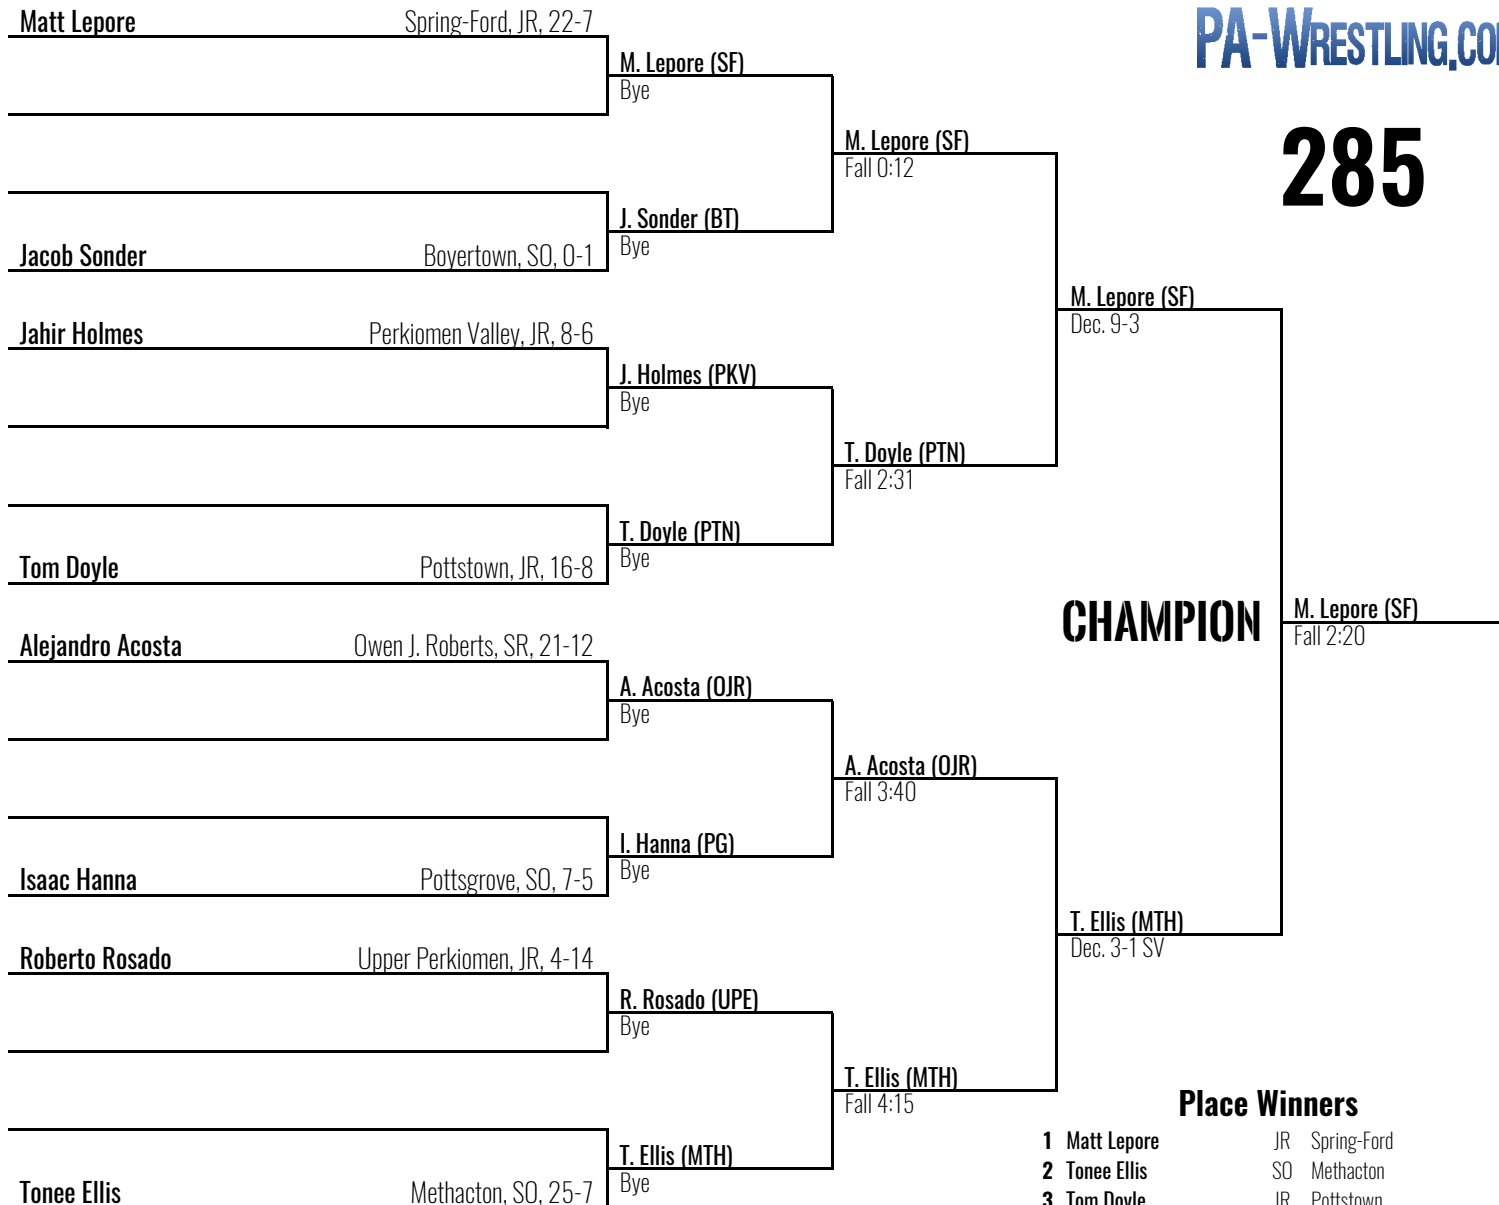 Matt Lepore Spring-Ford, JR, 22-7
PA-WRESTLING.CO
M. Lepore (SF)
Bye
285
M. Lepore (SF)
Fall 0:12
J. Sonder (BT)
Bye
Jacob Sonder Boyertown, SO, 0-1
M. Lepore (SF)
Dec. 9-3
Jahir Holmes Perkiomen Valley, JR, 8-6
J. Holmes (PKV)
Bye
T. Doyle (PTN)
Fall 2:31
T. Doyle (PTN)
Bye
Tom Doyle Pottstown, JR, 16-8
CHAMPION
M. Lepore (SF)
Fall 2:20
Alejandro Acosta Owen J. Roberts, SR, 21-12
A. Acosta (OJR)
Bye
A. Acosta (OJR)
Fall 3:40
I. Hanna (PG)
Bye
Isaac Hanna Pottsgrove, SO, 7-5
T. Ellis (MTH)
Dec. 3-1 SV
Roberto Rosado Upper Perkiomen, JR, 4-14
R. Rosado (UPE)
Bye
T. Ellis (MTH)
Fall 4:15
Place Winners
1 Matt Lepore JR Spring-Ford
T. Ellis (MTH)
Bye
2 Tonee Ellis SO Methacton
Tonee Ellis Methacton, SO, 25-7
3 Tom Doyle JR Pottstown